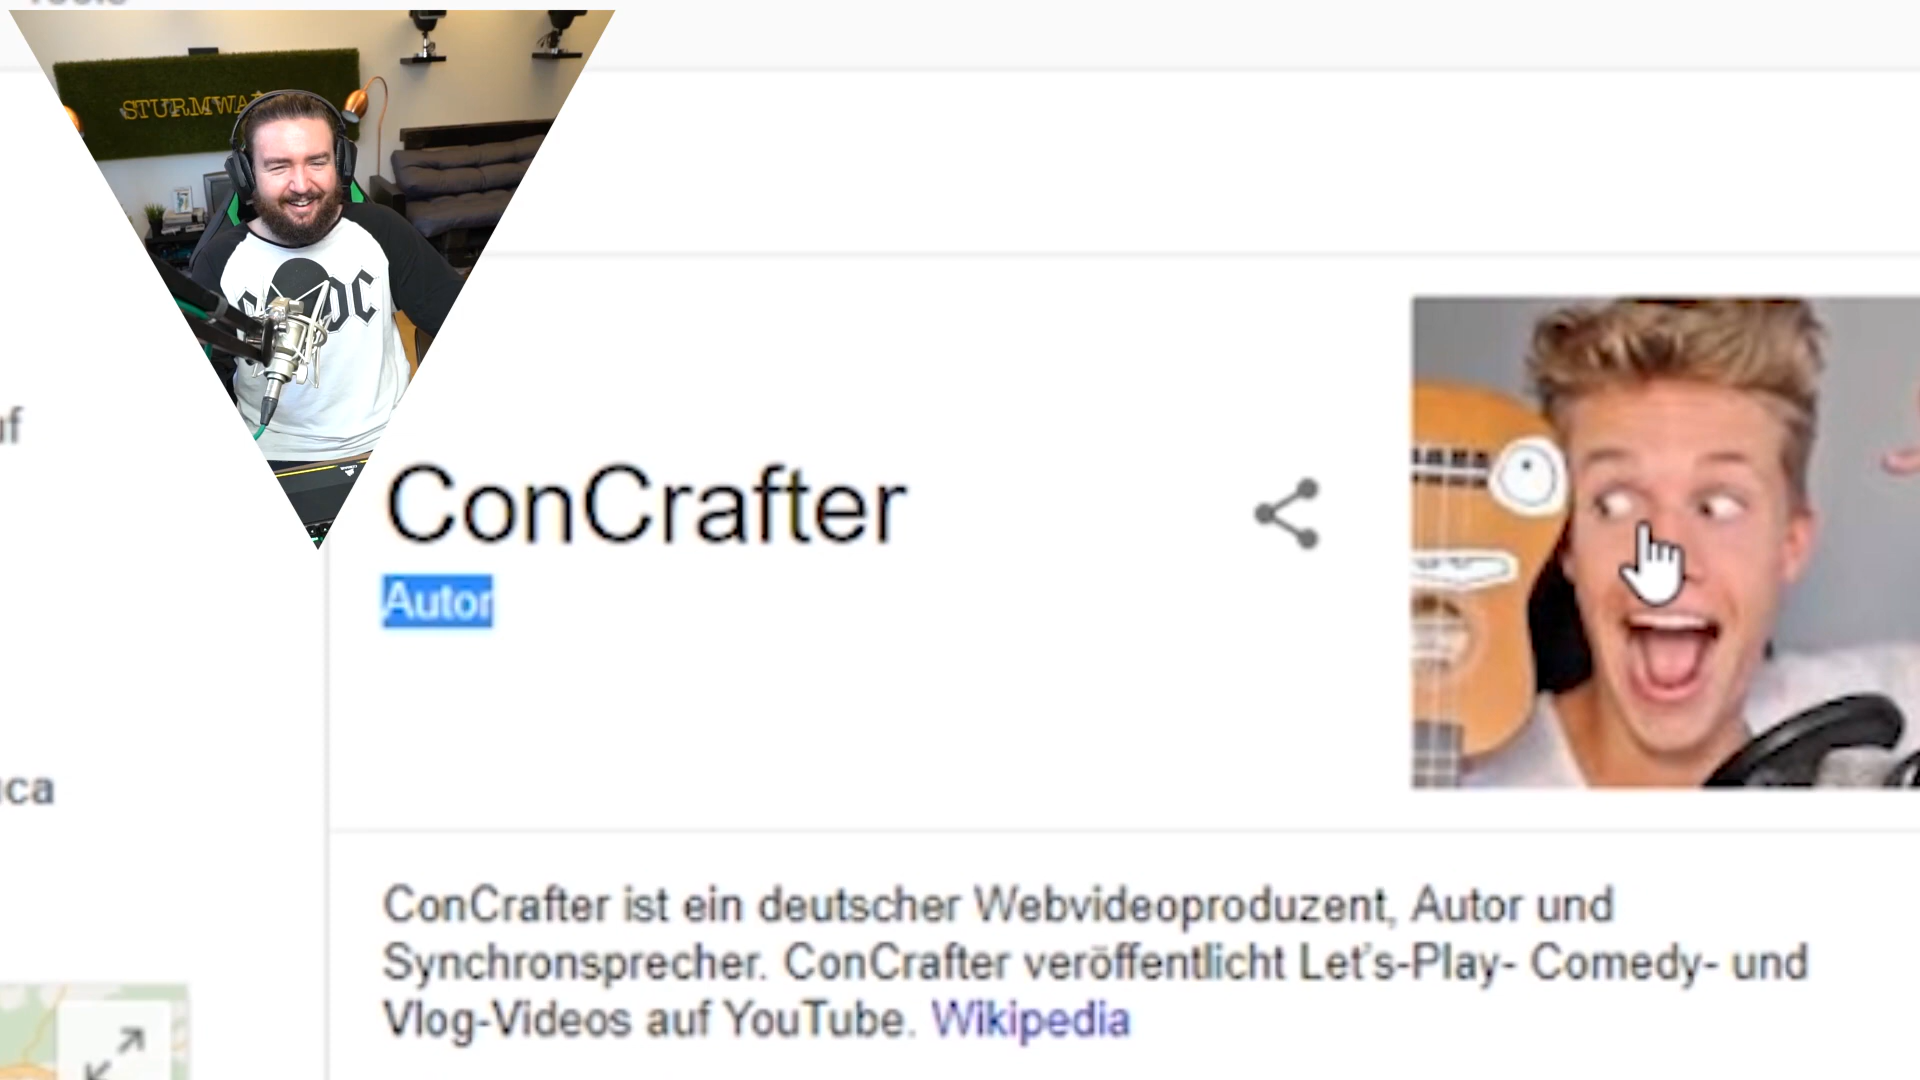 STURMWA
DC
ConCrafter
Autor
ConCrafter ist ein deutscher Webvideoproduzent, Autor und
Synchronsprecher. ConCrafter veröffentlicht Let's-Play- Comedy- und
Vlog-Videos auf YouTube. Wikipedia